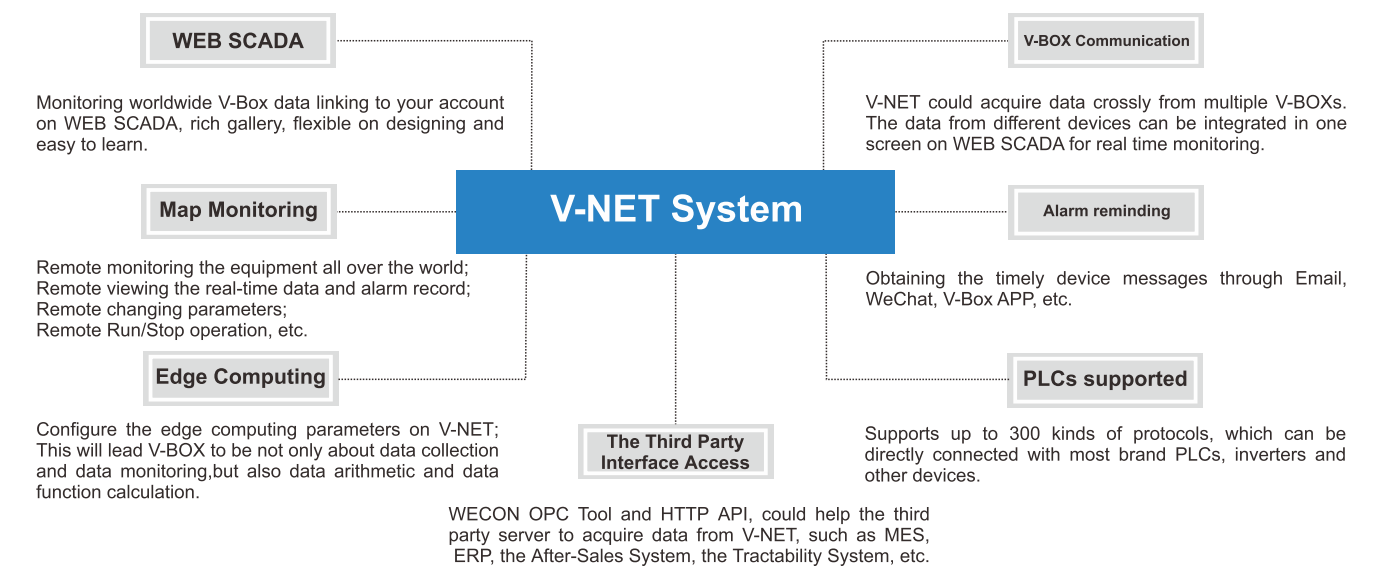 WEB SCADA
Monitoring worldwide V-Box data linking to your account
on WEB SCADA, rich gallery, flexible on designing and
easy to learn.
Map Monitoring
Remote monitoring the equipment all over the world;
Remote viewing the real-time data and alarm record;
Remote changing parameters;
Remote Run/Stop operation, etc.
Edge Computing
Configure the edge computing parameters on V-NET;
This will lead V-BOX to be not only about data collection
and data monitoring,but also data arithmetic and data
function calculation.
V-NET System
The Third Party
Interface Access
WECON OPC Tool and HTTP API, could help the third
party server to acquire data from V-NET, such as MES,
ERP, the After-Sales System, the Tractability System, etc.
V-BOX Communication
V-NET could acquire data crossly from multiple V-BOXs.
The data from different devices can be integrated in one
screen on WEB SCADA for real time monitoring.
Alarm reminding
Obtaining the timely device messages through Email,
WeChat, V-Box APP, etc.
PLCs supported
Supports up to 300 kinds of protocols, which can be
directly connected with most brand PLCs, inverters and
other devices.